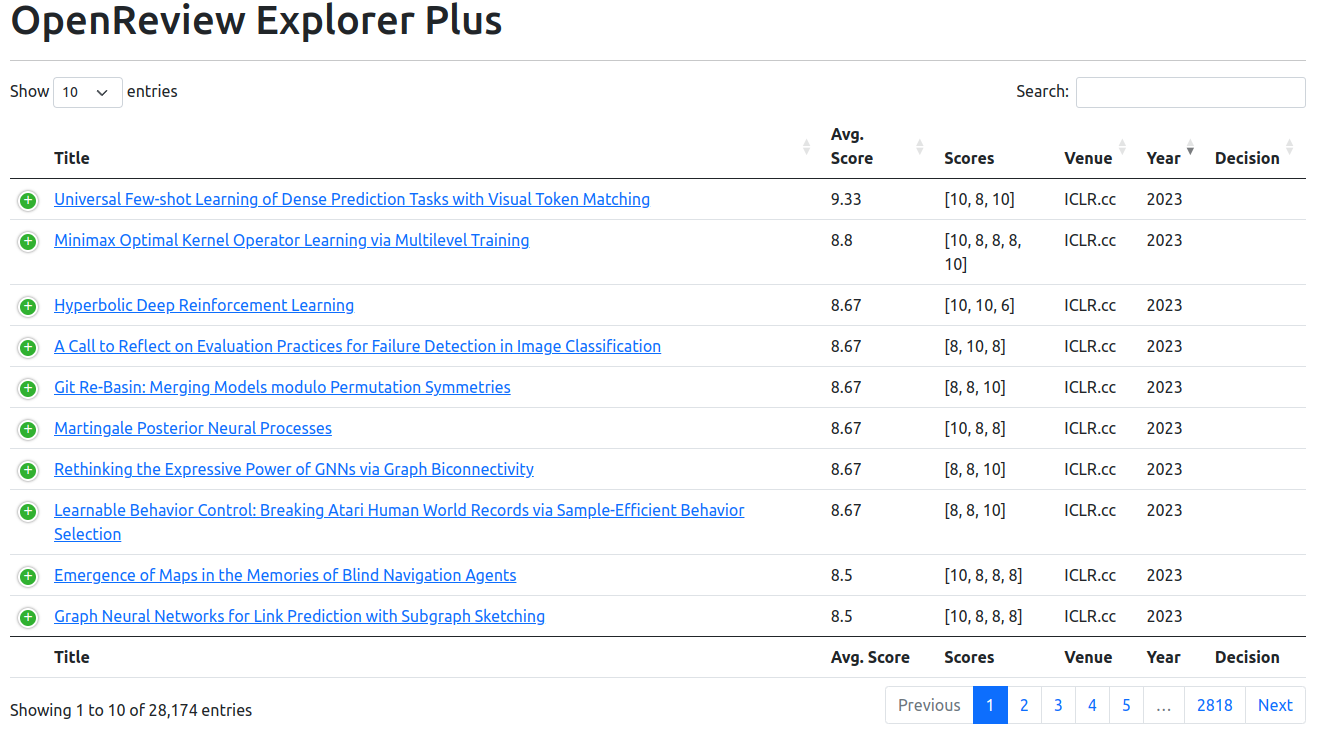 OpenReview Explorer Plus
Show 10 entries Search:
Title Avg. Score Scores Venue Year Decision
Universal Few-shot Learning of Dense Prediction Tasks with Visual Token Matching 9.33 [10, 8, 10] ICLR.cc 2023
Minimax Optimal Kernel Operator Learning via Multilevel Training 8.8 [10, 8, 8, 8, 10] ICLR.cc 2023
Hyperbolic Deep Reinforcement Learning 8.67 [10, 10, 6] ICLR.cc 2023
A Call to Reflect on Evaluation Practices for Failure Detection in Image Classification 8.67 [8, 10, 8] ICLR.cc 2023
Git Re-Basin: Merging Models modulo Permutation Symmetries 8.67 [8, 8, 10] ICLR.cc 2023
Martingale Posterior Neural Processes 8.67 [10, 8, 8] ICLR.cc 2023
Rethinking the Expressive Power of GNNs via Graph Biconnectivity 8.67 [8, 8, 10] ICLR.cc 2023
Learnable Behavior Control: Breaking Atari Human World Records via Sample-Efficient Behavior 8.67 [8, 8, 10] ICLR.cc 2023
Selection
Emergence of Maps in the Memories of Blind Navigation Agents 8.5 [10, 8, 8, 8] ICLR.cc 2023
Graph Neural Networks for Link Prediction with Subgraph Sketching 8.5 [10, 8, 8, 8] ICLR.cc 2023
Title Avg. Score Scores Venue Year Decision
Showing 1 to 10 of 28,174 entries Previous 1 2 3 4 5 … 2818 Next